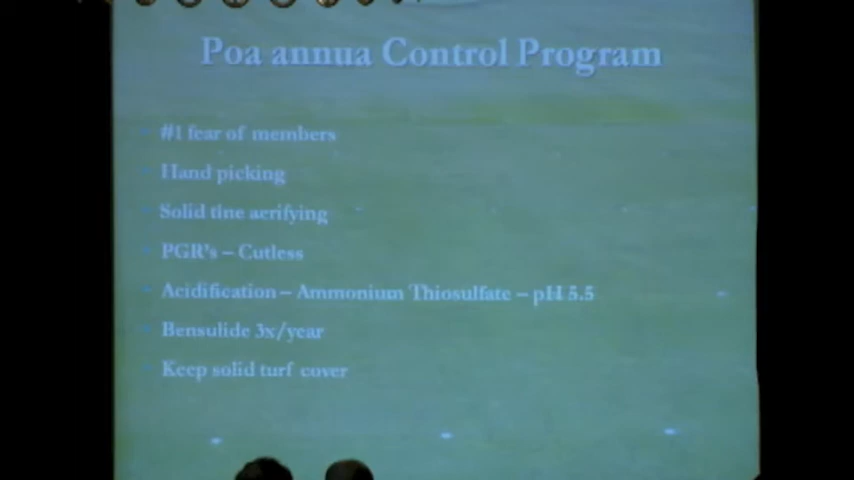 Poa annua Control Program
#1 fear of members
Hand picking
Solid tine aerifying
PGR's – Cutless
Acidification – Ammonium Thiosulfate – pH 5.5
Bensulide 3x/year
Keep solid turf cover